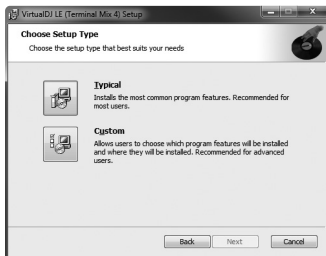 VirtualDJ LE (Terminal Mix 4) Setup
Choose Setup Type
Choose the setup type that best suits your needs
Typical
Installs the most common program features. Recommended for
most users.
Custom
Allows users to choose which program features will be installed
and where they will be installed. Recommended for advanced
users.
Back Next Cancel